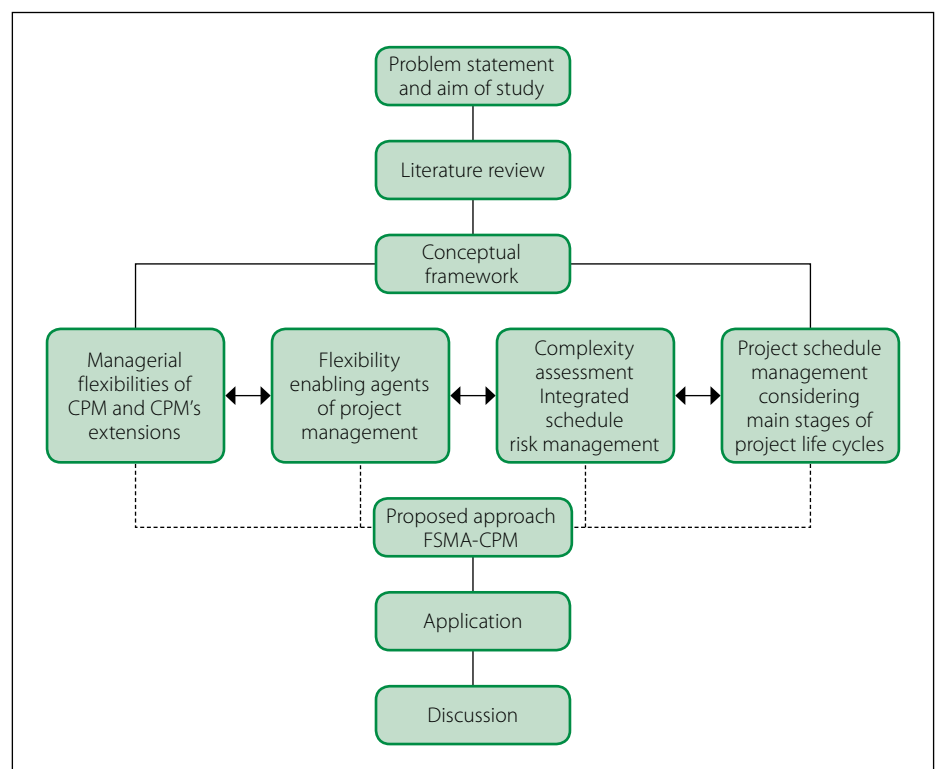 Problem statement
and aim of study
Literature review
Conceptual
framework
Managerial
flexibilities of
CPM and CPM's
extensions
Flexibility
enabling agents
of project
management
Complexity
assessment
Integrated
schedule
risk management
Project schedule
management
considering
main stages of
project life cycles
Proposed approach
FSMA-CPM
Application
Discussion